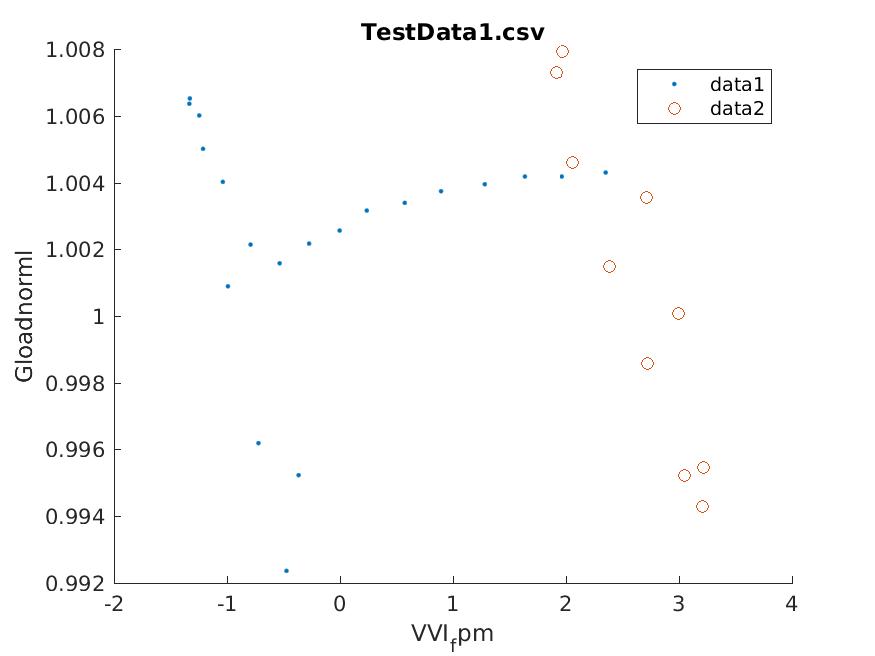 TestData1.csv
data1
data2
1.008
1.006
1.004
1.002
1
0.998
0.996
0.994
0.992
Gloadnorml
-2 -1 0 1 2 3 4
VVIfpm